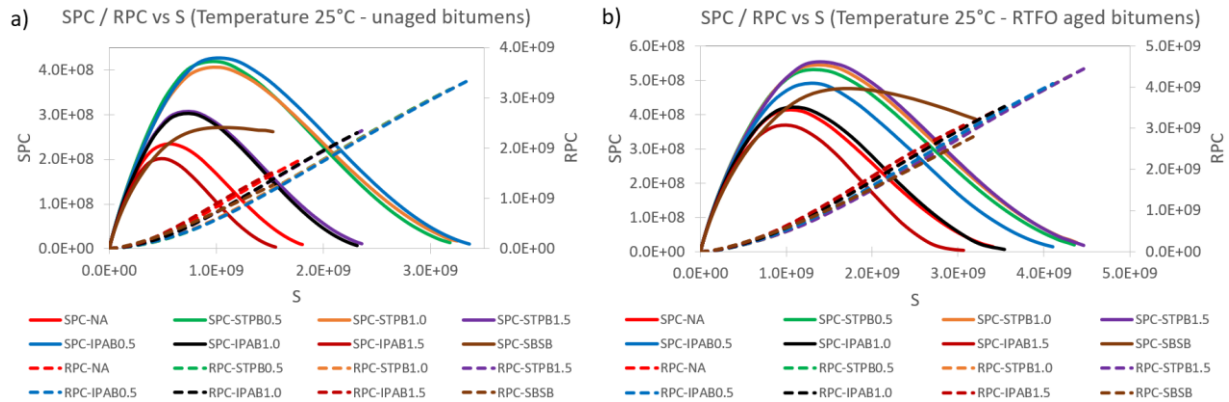 a)
SPC / RPC vs S (Temperature 25°C - unaged bitumens)
4.0E+08
3.0E+08
2.0E+08
1.0E+08
0.0E+00
SPC
4.0E+09
3.0E+09
2.0E+09
1.0E+09
0.0E+00
RPC
0.0E+00 1.0E+09 2.0E+09 3.0E+09
S
SPC-NA SPC-STPB0.5 SPC-STPB1.0 SPC-STPB1.5
SPC-IPAB0.5 SPC-IPAB1.0 SPC-IPAB1.5 SPC-SBSB
RPC-NA RPC-STPB0.5 RPC-STPB1.0 RPC-STPB1.5
RPC-IPAB0.5 RPC-IPAB1.0 RPC-IPAB1.5 RPC-SBSB
b)
SPC / RPC vs S (Temperature 25°C - RTFO aged bitumens)
6.0E+08
5.0E+08
4.0E+08
3.0E+08
2.0E+08
1.0E+08
0.0E+00
SPC
5.0E+09
4.0E+09
3.0E+09
2.0E+09
1.0E+09
0.0E+00
RPC
0.0E+00 1.0E+09 2.0E+09 3.0E+09 4.0E+09 5.0E+09
S
SPC-NA SPC-STPB0.5 SPC-STPB1.0 SPC-STPB1.5
SPC-IPAB0.5 SPC-IPAB1.0 SPC-IPAB1.5 SPC-SBSB
RPC-NA RPC-STPB0.5 RPC-STPB1.0 RPC-STPB1.5
RPC-IPAB0.5 RPC-IPAB1.0 RPC-IPAB1.5 RPC-SBSB